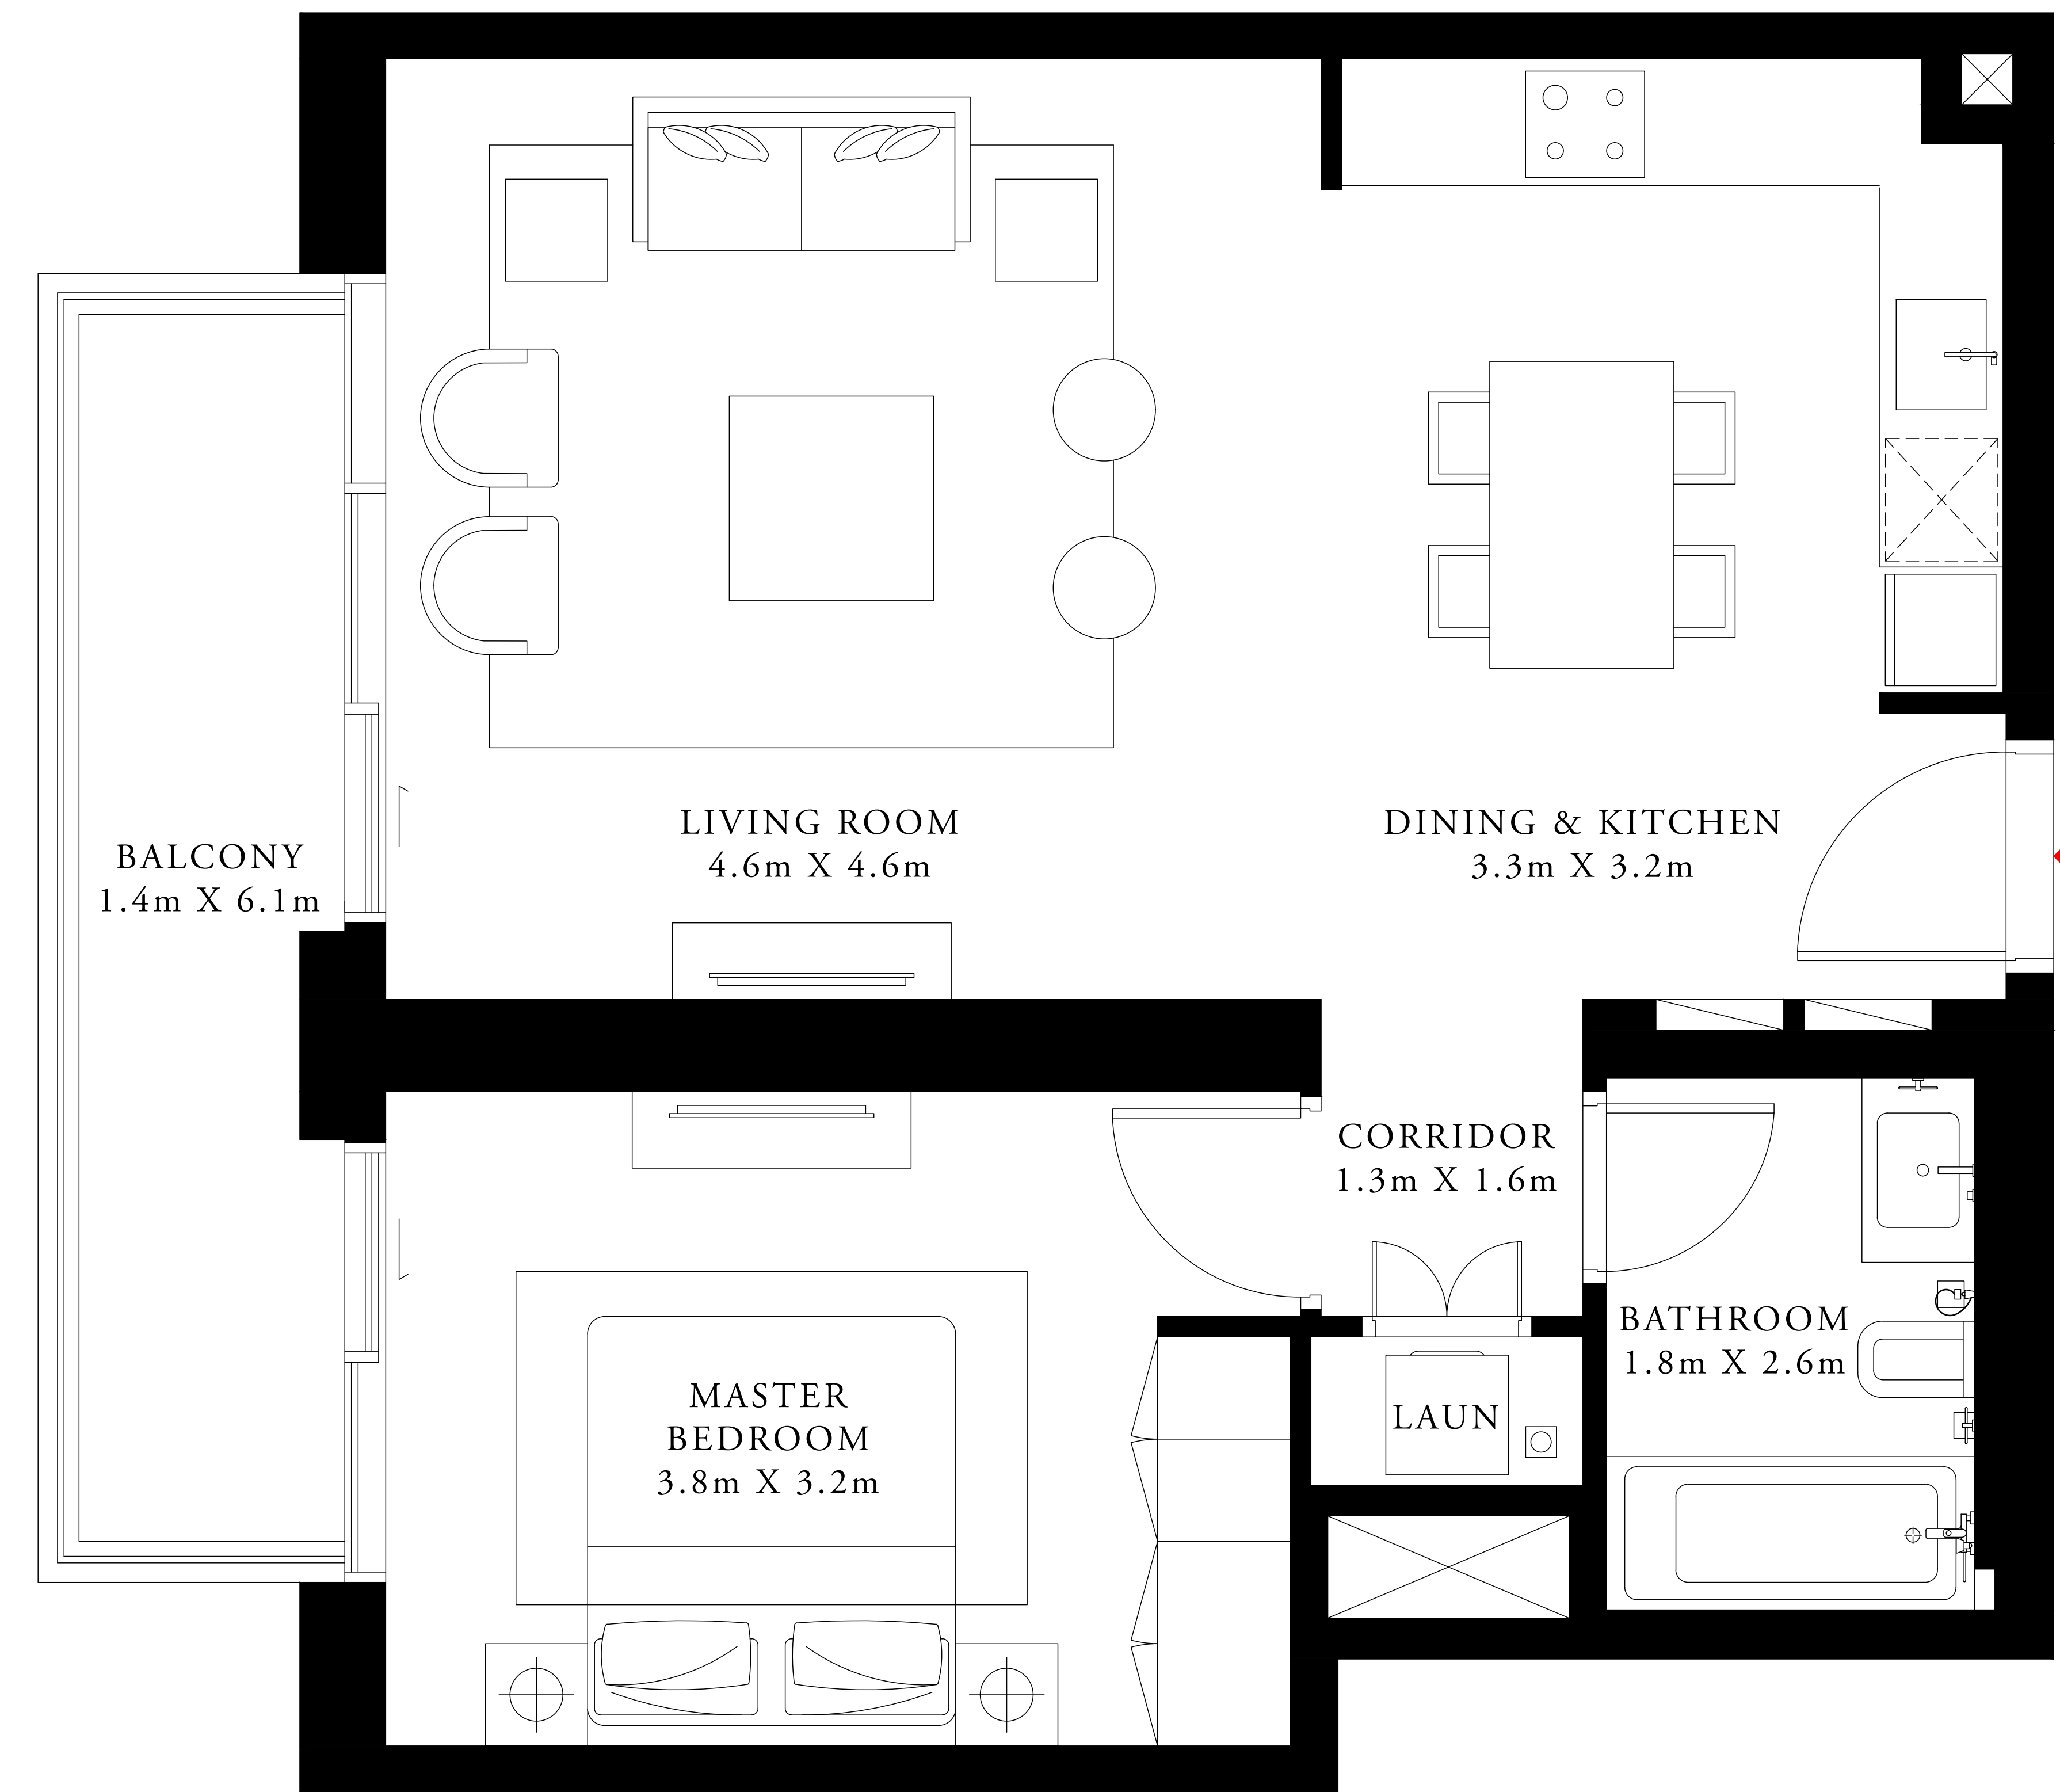 LIVING ROOM
4.6m X 4.6m
DINING & KITCHEN
3.3m X 3.2m
BALCONY
1.4m X 6.1m
CORRIDOR
1.3m X 1.6m
BATHROOM
1.8m X 2.6m
MASTER
BEDROOM
3.8m X 3.2m
LAUN